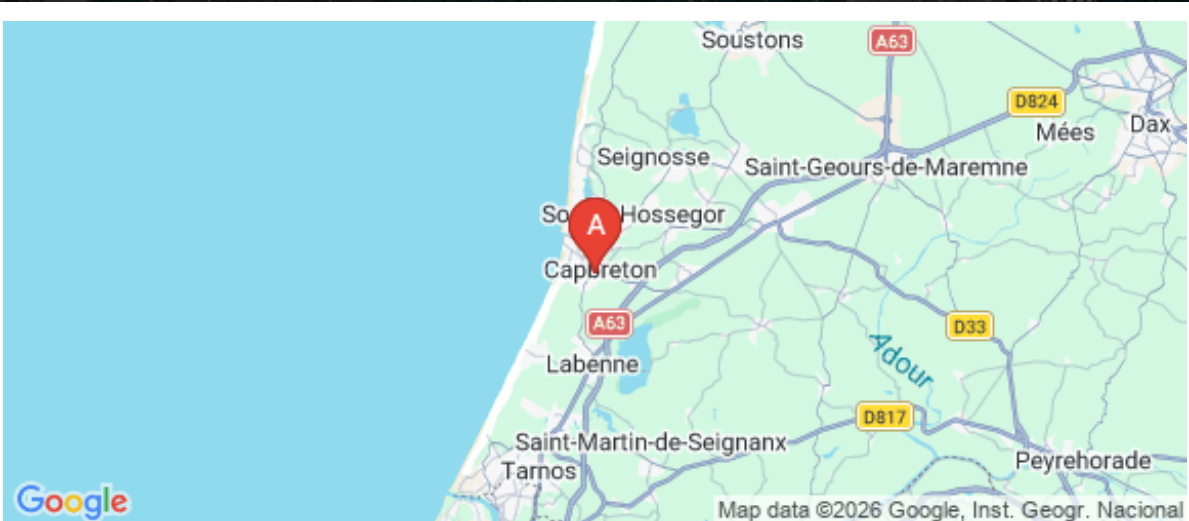 Soustons
A63
D824
Mées
Dax
Seignosse
Saint-Geours-de-Maremne
Hossegor
A
Capbreton
A63
D33
Labenne
Adour
D817
Saint-Martin-de-Seignanx
Tarnos
Peyrehorade
Google
Map data ©2026 Google, Inst. Geogr. Nacional